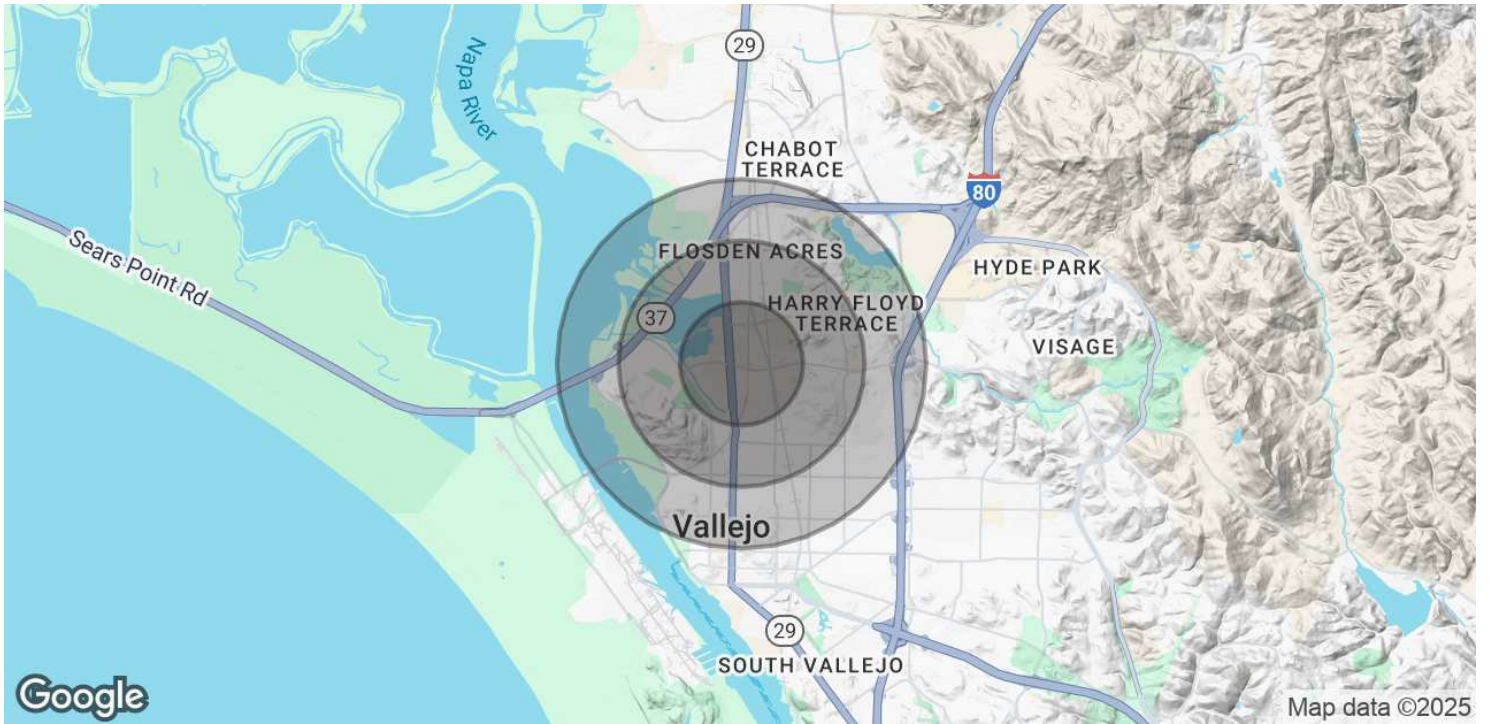 29
Napa River
CHABOT
TERRACE
80
FLOSDEN ACRES
Sears Point Rd
HYDE PARK
HARRY FLOYD
TERRACE
37
VISAGE
Vallejo
29
SOUTH VALLEJO
Google
Map data ©2025